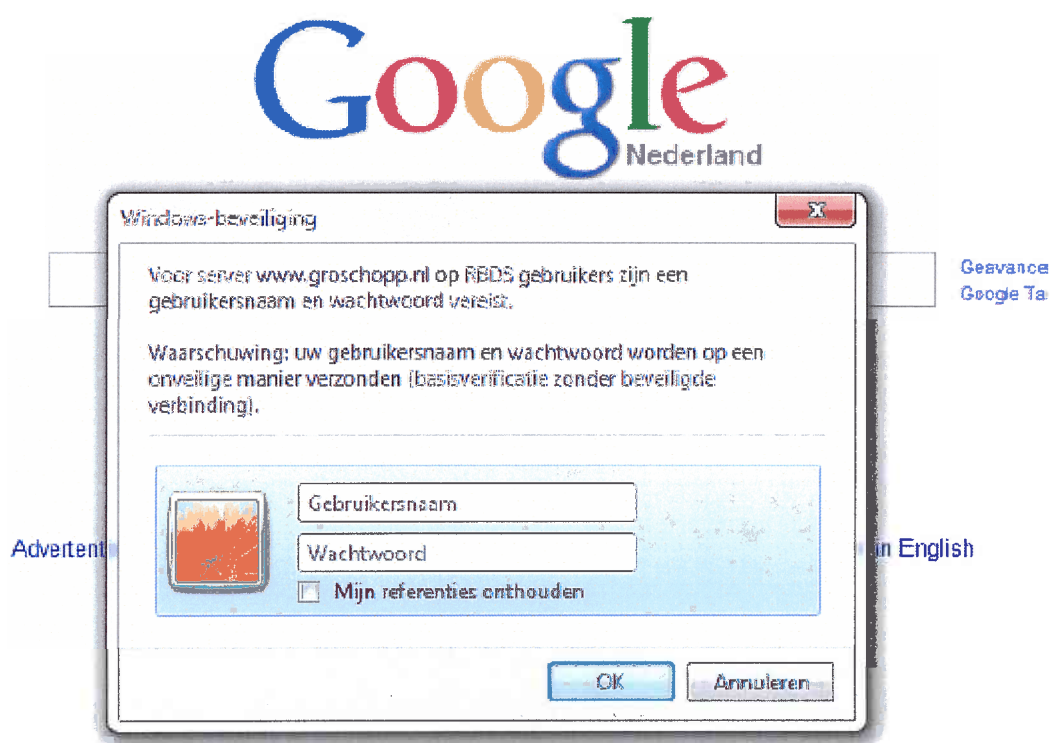 Google
Nederland
Windows-beveiliging
Voor server www.groschopp.nl op RBDS gebruikers zijn een
gebruikersnaam en wachtwoord vereist.
Geavance
Google Ta
Waarschuwing: uw gebruikersnaam en wachtwoord worden op een
onveilige manier verzonden (basisverificatie zonder beveiligde
verbinding).
Gebruikersnaam
Advertent
Wachtwoord
in English
Mijn referenties onthouden
OK
Annuleren